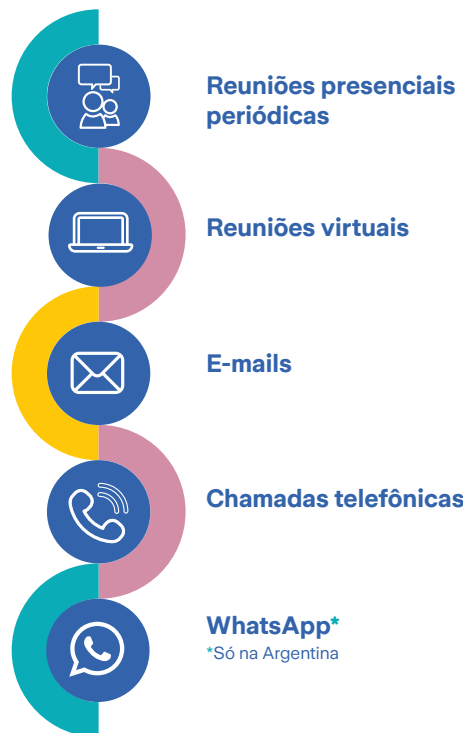 Reuniões presenciais
periódicas
Reuniões virtuais
E-mails
Chamadas telefônicas
WhatsApp*
*Só na Argentina